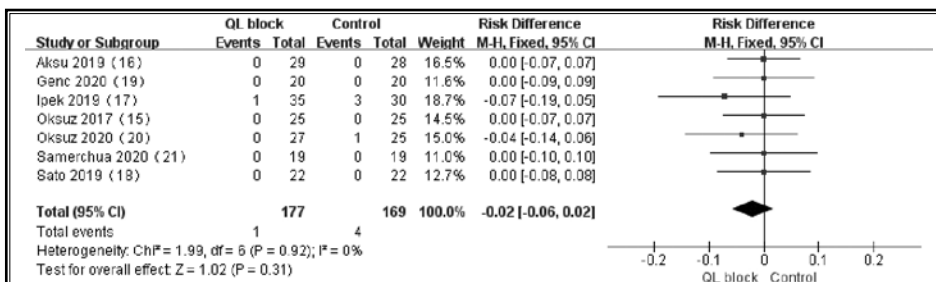 QL block Control Risk Difference Risk Difference
Study or Subgroup Events Total Events Total Weight M-H, Fixed, 95% CI M-H, Fixed, 95% CI
Aksu 2019 (16) 0 29 0 28 16.5% 0.00 [-0.07, 0.07]
Genc 2020 (19) 0 20 0 20 11.6% 0.00 [-0.09, 0.09]
Ipek 2019 (17) 1 35 3 30 18.7% -0.07 [-0.19, 0.05]
Oksuz 2017 (15) 0 25 0 25 14.5% 0.00 [-0.07, 0.07]
Oksuz 2020 (20) 0 27 1 25 15.0% -0.04 [-0.14, 0.06]
Samerchua 2020 (21) 0 19 0 19 11.0% 0.00 [-0.10, 0.10]
Sato 2019 (18) 0 22 0 22 12.7% 0.00 [-0.08, 0.08]
Total (95% CI) 177 169 100.0% -0.02 [-0.06, 0.02]
Total events 1 4
Heterogeneity: Chi² = 1.99, df = 6 (P = 0.92); I² = 0%
Test for overall effect: Z = 1.02 (P = 0.31)
-0.2 -0.1 0 0.1 0.2
QL block Control